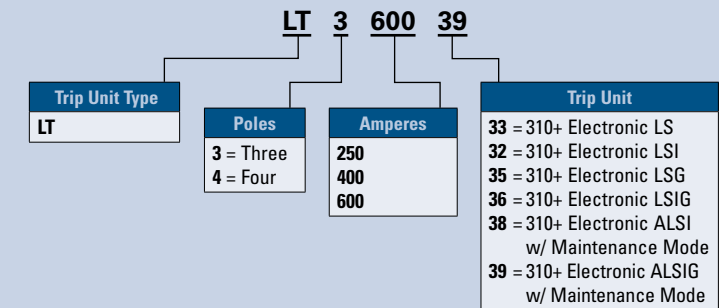 LT 3 600 39
Trip Unit Type
LT
Poles
3 = Three
4 = Four
Amperes
250
400
600
Trip Unit
33 = 310+ Electronic LS
32 = 310+ Electronic LSI
35 = 310+ Electronic LSG
36 = 310+ Electronic LSIG
38 = 310+ Electronic ALSI
w/ Maintenance Mode
39 = 310+ Electronic ALSIG
w/ Maintenance Mode